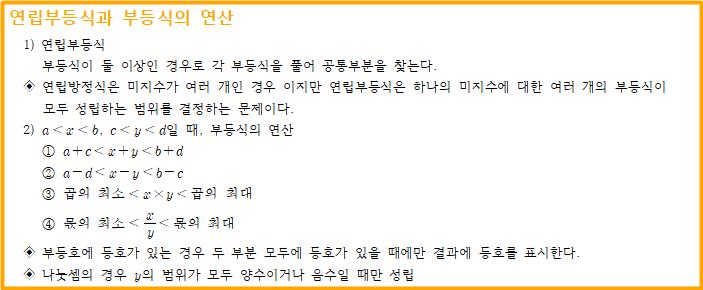 연립부등식과 부등식의 연산
1) 연립부등식
부등식이 둘 이상인 경우로 각 부등식을 풀어 공통부분을 찾는다.
◈ 연립방정식은 미지수가 여러 개인 경우 이지만 연립부등식은 하나의 미지수에 대한 여러 개의 부등식이
모두 성립하는 범위를 결정하는 문제이다.
2) a<x<b, c<y<d일 때, 부등식의 연산
① a+c<x+y<b+d
② a-d<x-y<b-c
③ 곱의 최소<x×y<곱의 최대
④ 몫의 최소<x/y<몫의 최대
◈ 부등호에 등호가 있는 경우 두 부분 모두에 등호가 있을 때에만 결과에 등호를 표시한다.
◈ 나눗셈의 경우 y의 범위가 모두 양수이거나 음수일 때만 성립